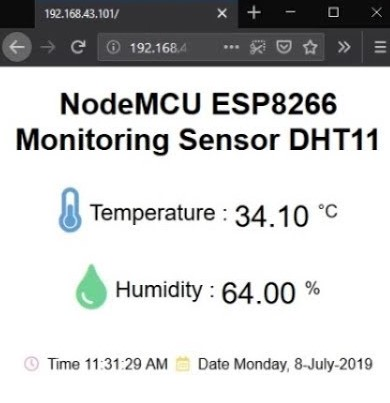 192.168.43.101/
192.168.4
NodeMCU ESP8266
Monitoring Sensor DHT11
Temperature : 34.10 °C
Humidity : 64.00 %
Time 11:31:29 AM Date Monday, 8-July-2019